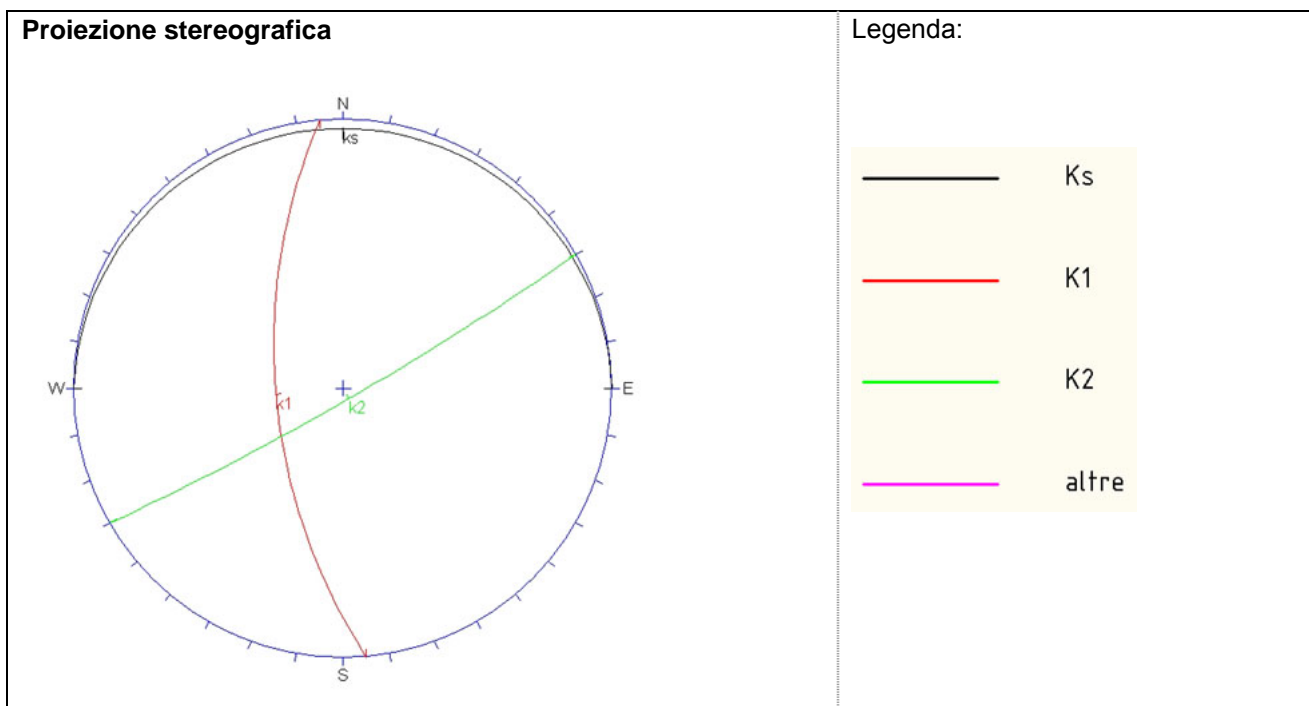 Proiezione stereografica
N
ks
W
E
k1
k2
S
Legenda:
Ks
K1
K2
altre